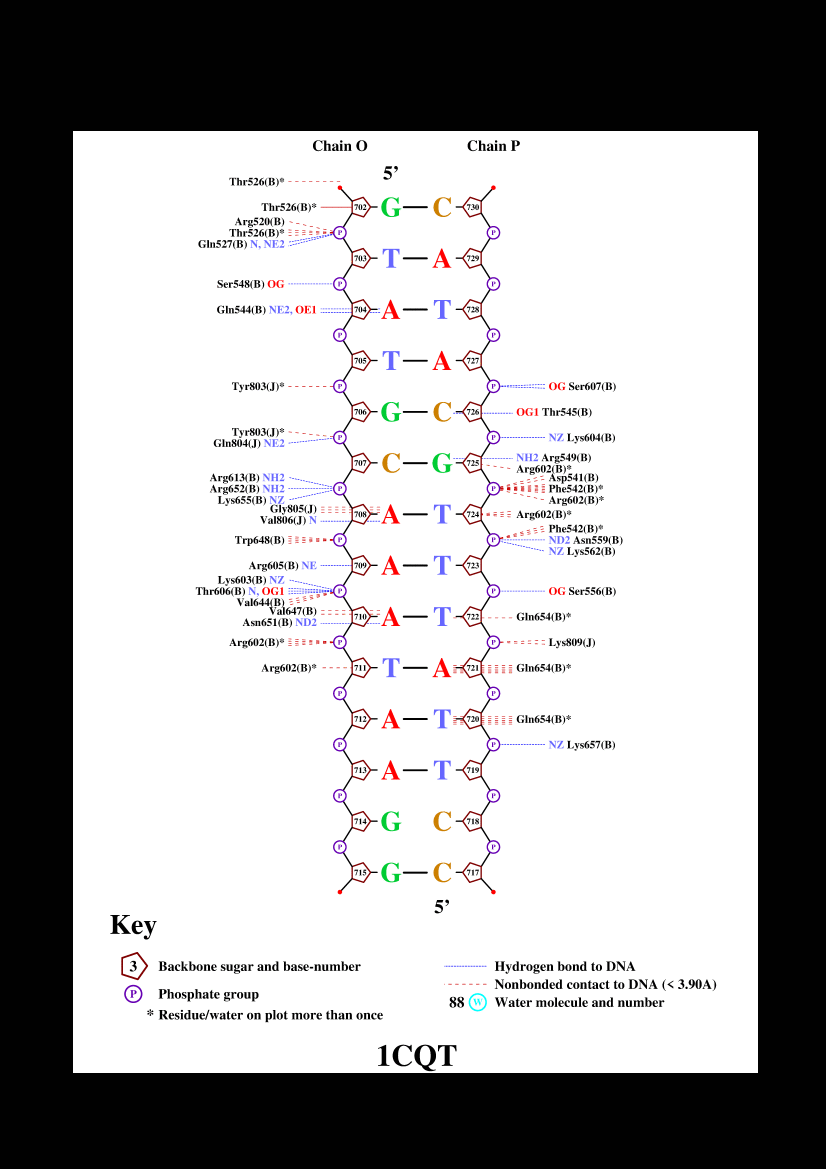 Chain O Chain P
5’
Thr526(B)*
Thr526(B)* 702 G C 730
Arg520(B)
Thr526(B)* P P
Gln527(B) N, NE2
703 T A 729
Ser548(B) OG P P
Gln544(B) NE2, OE1 704 A T 728
P P
705 T A 727
Tyr803(J)* P P OG Ser607(B)
706 G C 726 OG1 Thr545(B)
Tyr803(J)* P P NZ Lys604(B)
Gln804(J) NE2
707 C G 725 NH2 Arg549(B)
Arg602(B)*
Arg613(B) NH2 Asp541(B)
Arg652(B) NH2 P P Phe542(B)*
Lys655(B) NZ Arg602(B)*
Gly805(J) 708 A T 724 Arg602(B)*
Val806(J) N
Phe542(B)*
Trp648(B) P P ND2 Asn559(B)
NZ Lys562(B)
Arg605(B) NE 709 A T 723
Lys603(B) NZ
Thr606(B) N, OG1 P P OG Ser556(B)
Val644(B)
Val647(B) 710 A T 722 Gln654(B)*
Asn651(B) ND2
Arg602(B)* P P Lys809(J)
Arg602(B)* 711 T A 721 Gln654(B)*
P P
712 A T 720 Gln654(B)*
P P NZ Lys657(B)
713 A T 719
P P
714 G C 718
P P
715 G C 717
5’
Key
3 Backbone sugar and base-number
P Phosphate group
* Residue/water on plot more than once
Hydrogen bond to DNA
Nonbonded contact to DNA (< 3.90A)
88 W Water molecule and number
1CQT